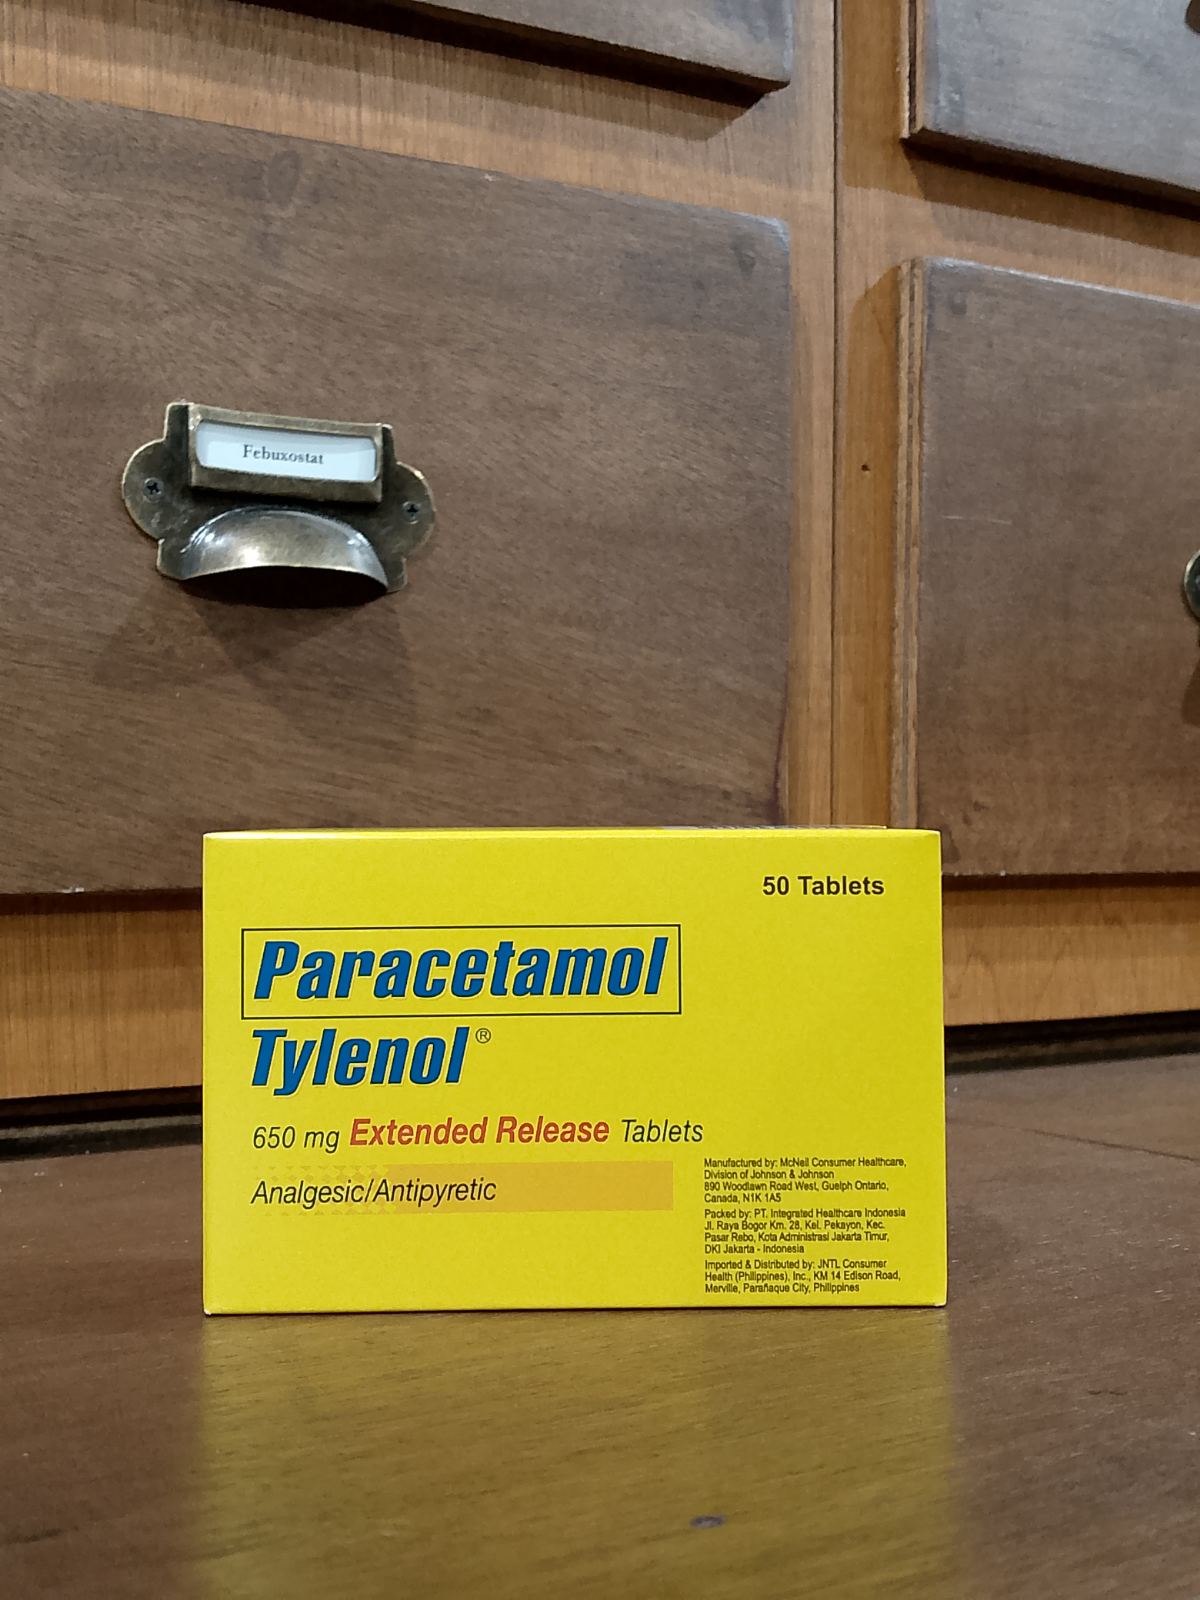 Febuxostat
50 Tablets
Paracetamol
Tylenol®
650 mg Extended Release Tablets
Analgesic/Antipyretic
Manufactured by: McNeil Consumer Healthcare,
Division of Johnson & Johnson
890 Woodlawn Road West, Guelph Ontario,
Canada, N1K 1A5
Packed by: PT. Integrated Healthcare Indonesia
Jl. Raya Bogor Km. 28, Kel. Pekayon, Kec.
Pasar Rebo, Kota Administrasi Jakarta Timur,
DKI Jakarta - Indonesia
Imported & Distributed by: JNTL Consumer
Health (Philippines), Inc., KM 14 Edison Road,
Merville, Parañaque City, Philippines